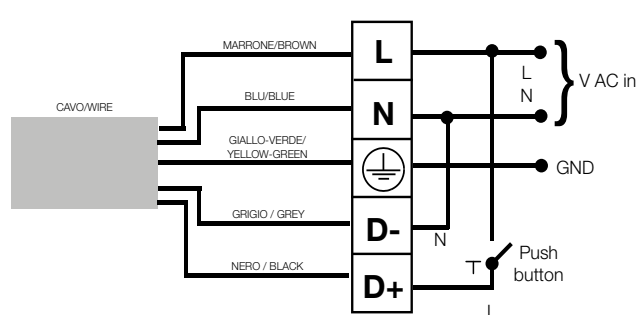 MARRONE/BROWN
L
L
N
V AC in
CAVO/WIRE
BLU/BLUE
N
GIALLO-VERDE/
YELLOW-GREEN
GND
GRIGIO / GREY
D-
N
Push
button
NERO / BLACK
D+
L